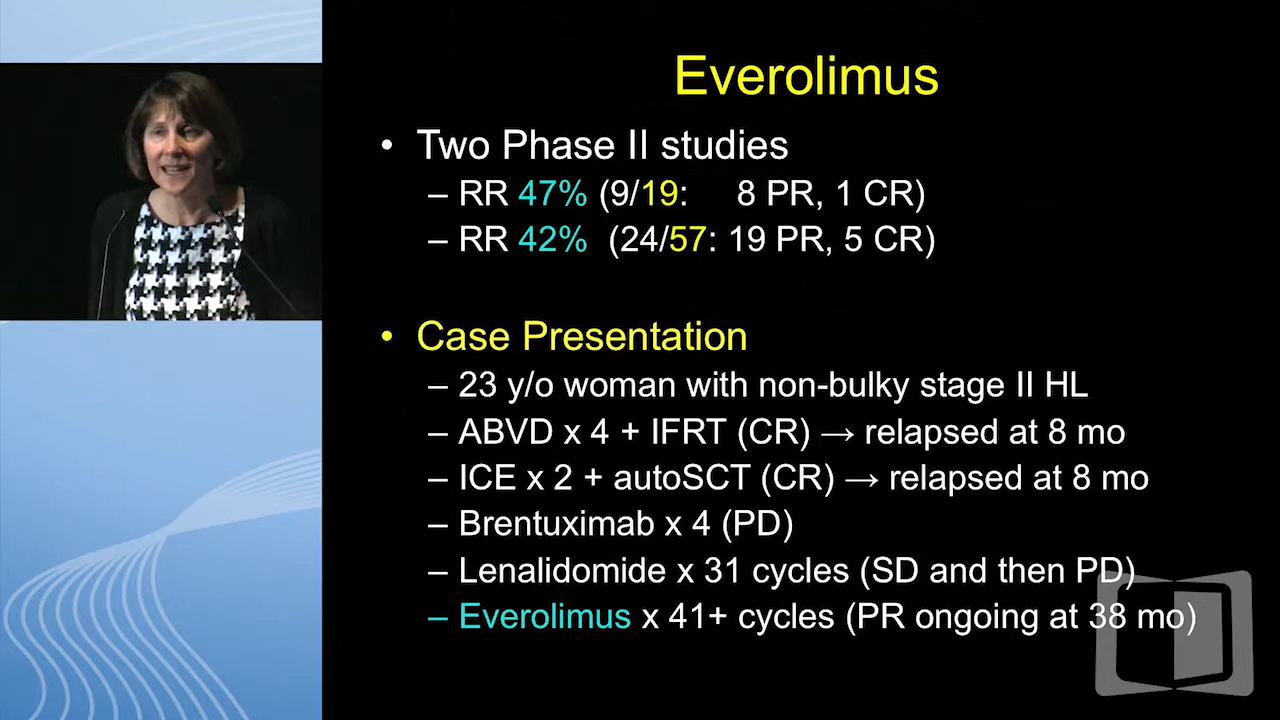 Everolimus
• Two Phase II studies
– RR 47% (9/19: 8 PR, 1 CR)
– RR 42% (24/57: 19 PR, 5 CR)
• Case Presentation
– 23 y/o woman with non-bulky stage II HL
– ABVD x 4 + IFRT (CR) → relapsed at 8 mo
– ICE x 2 + autoSCT (CR) → relapsed at 8 mo
– Brentuximab x 4 (PD)
– Lenalidomide x 31 cycles (SD and then PD)
– Everolimus x 41+ cycles (PR ongoing at 38 mo)